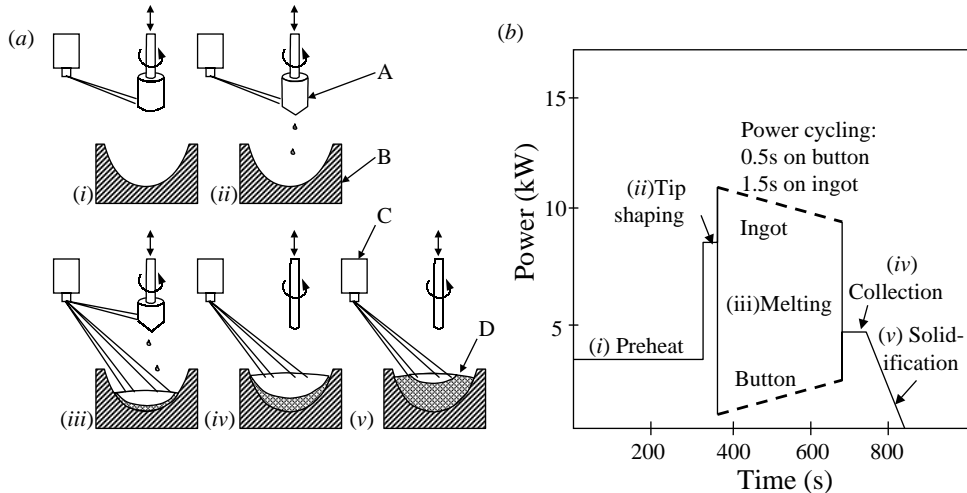 (a)
A
B
(i)
(ii)
C
D
(iii)
(iv)
(v)
(b)
15
10
5
Power (kW)
Power cycling:
0.5s on button
1.5s on ingot
(ii)Tip
shaping
Ingot
(iii)Melting
(iv)
Collection
(i) Preheat
(v) Solid-
ification
Button
200
400
600
800
Time (s)